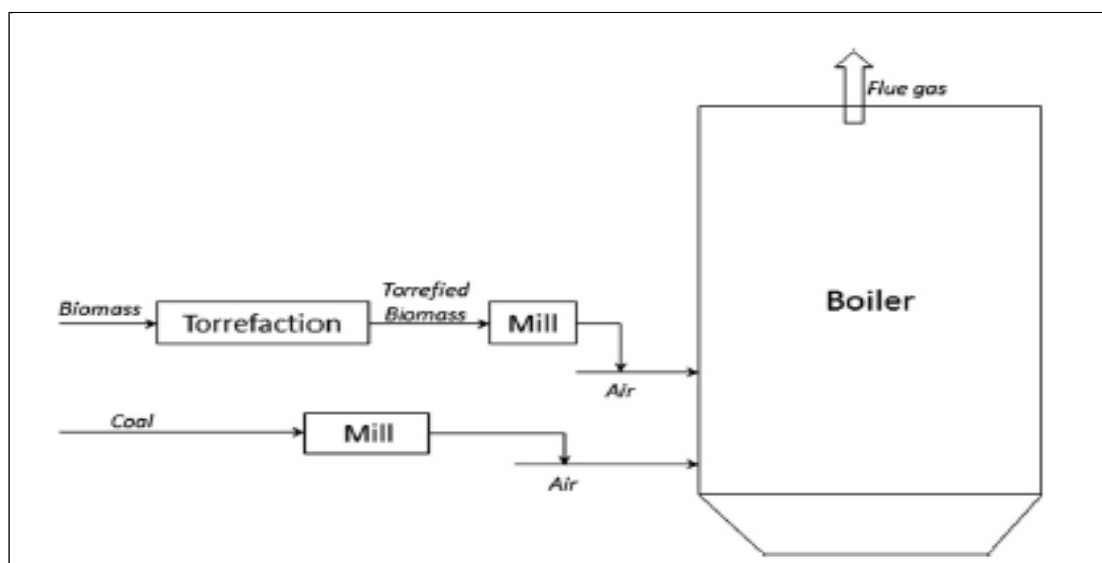 Flue gas
Boiler
Biomass
Torrefaction
Torrefied
Biomass
Mill
Air
Coal
Mill
Air